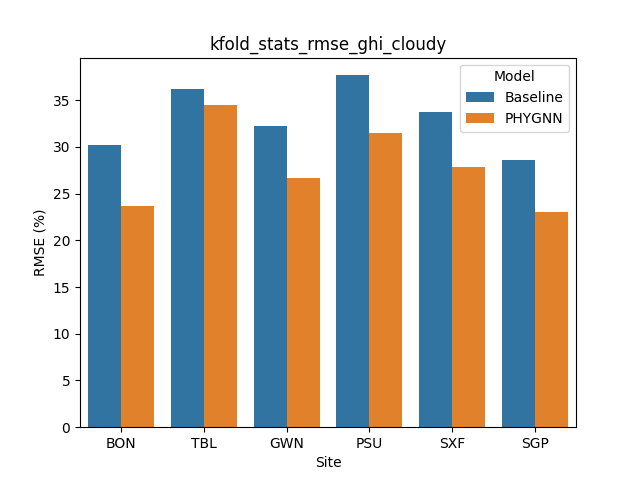 kfold_stats_rmse_ghi_cloudy
Model
Baseline
PHYGNN
RMSE (%)
35
30
25
20
15
10
5
0
BON TBL GWN PSU SXF SGP
Site